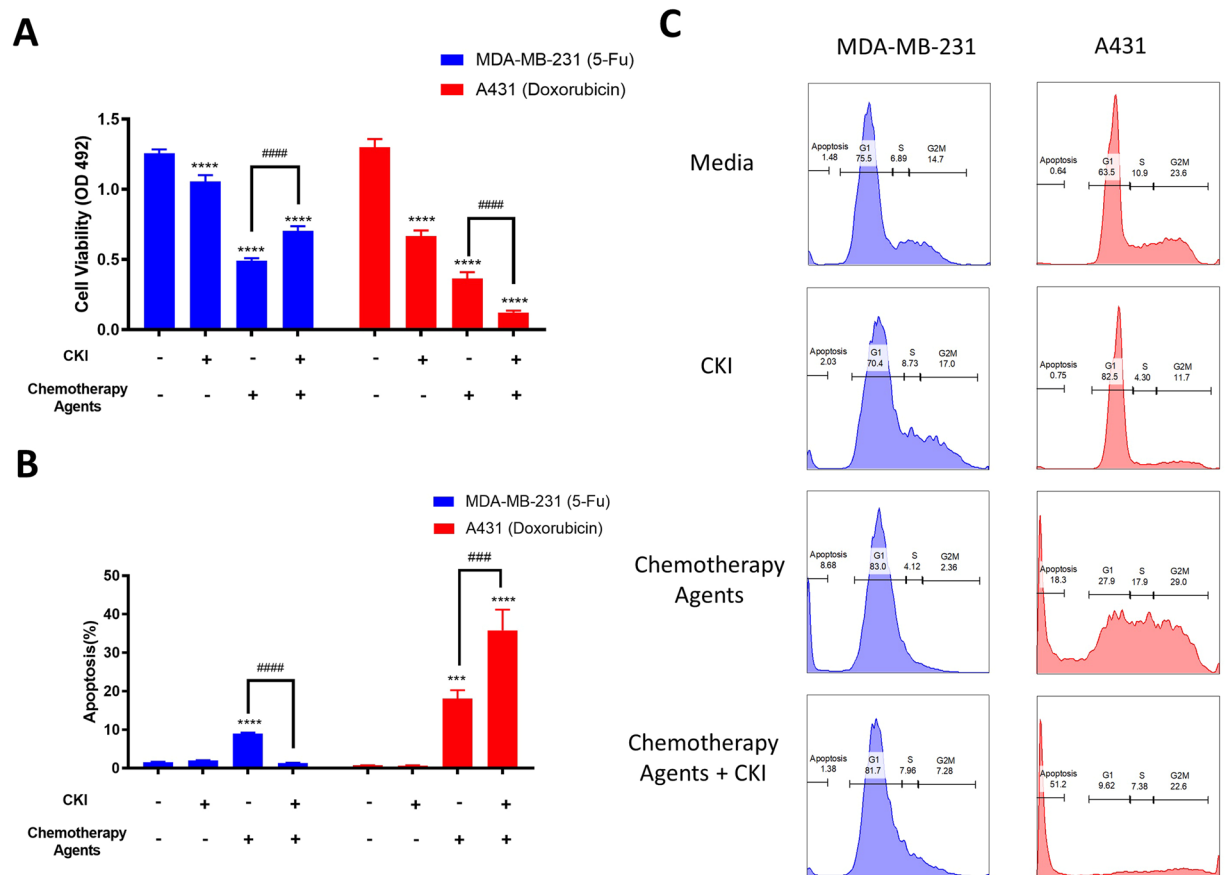 A
MDA-MB-231 (5-Fu)
A431 (Doxorubicin)
Cell Viability (OD 492)
1.5
1.0
0.5
0.0
****
****
####
****
****
****
####
****
CKI
- + - + - + - +
Chemotherapy
Agents
- - + + - - + +
B
MDA-MB-231 (5-Fu)
A431 (Doxorubicin)
Apoptosis(%)
50
40
30
20
10
0
****
####
***
###
****
CKI
- + - + - + - +
Chemotherapy
Agents
- - + + - - + +
C
MDA-MB-231
A431
Media
Apoptosis G1 S G2M
1.48 75.5 6.89 14.7
Apoptosis G1 S G2M
0.64 63.5 10.9 23.6
CKI
Apoptosis G1 S G2M
2.03 70.4 8.73 17.0
Apoptosis G1 S G2M
0.75 82.5 4.30 11.7
Chemotherapy
Agents
Apoptosis G1 S G2M
8.68 83.0 4.12 2.36
Apoptosis G1 S G2M
18.3 27.9 17.9 29.0
Chemotherapy
Agents + CKI
Apoptosis G1 S G2M
1.38 81.7 7.96 7.28
Apoptosis G1 S G2M
51.2 9.62 7.38 22.6